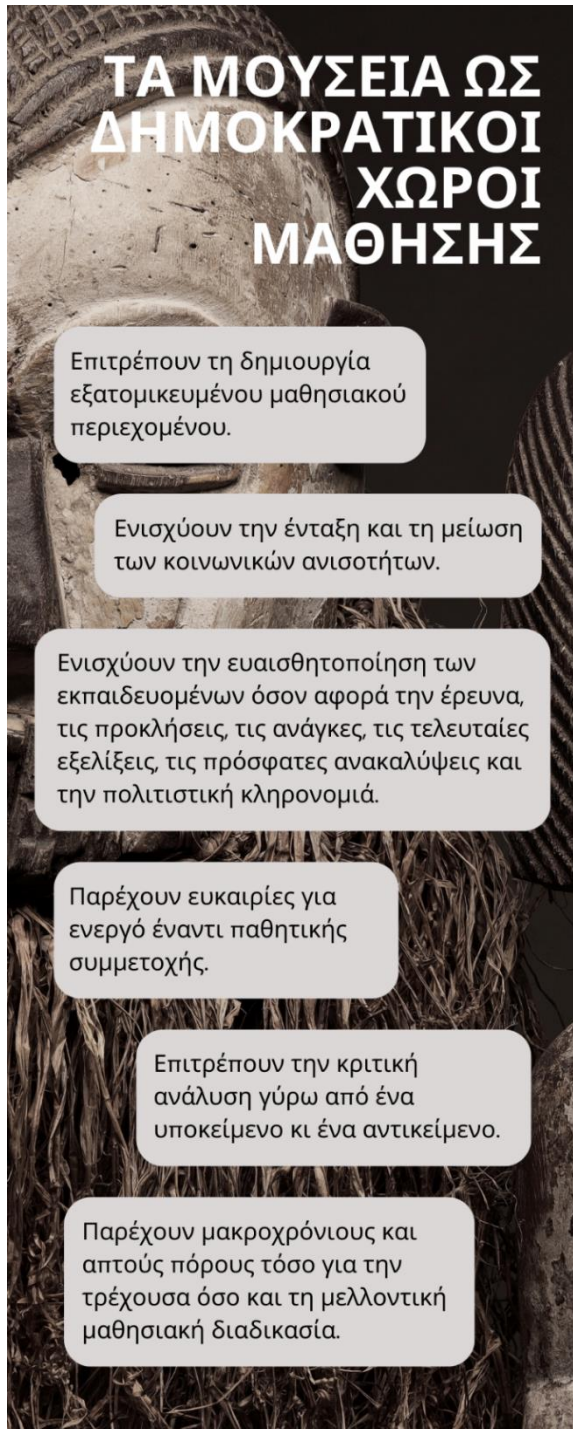 ΤΑ ΜΟΥΣΕΙΑ ΩΣ
ΔΗΜΟΚΡΑΤΙΚΟΙ
ΧΩΡΟΙ
ΜΑΘΗΣΗΣ
Επιτρέπουν τη δημιουργία
εξατομικευμένου μαθησιακού
περιεχομένου.
Ενισχύουν την ένταξη και τη μείωση
των κοινωνικών ανισοτήτων.
Ενισχύουν την ευαισθητοποίηση των
εκπαιδευομένων όσον αφορά την έρευνα,
τις προκλήσεις, τις ανάγκες, τις τελευταίες
εξελίξεις, τις πρόσφατες ανακαλύψεις και
την πολιτιστική κληρονομιά.
Παρέχουν ευκαιρίες για
ενεργό έναντι παθητικής
συμμετοχής.
Επιτρέπουν την κριτική
ανάλυση γύρω από ένα
υποκείμενο κι ένα αντικείμενο.
Παρέχουν μακροχρόνιους και
απτούς πόρους τόσο για την
τρέχουσα όσο και τη μελλοντική
μαθησιακή διαδικασία.